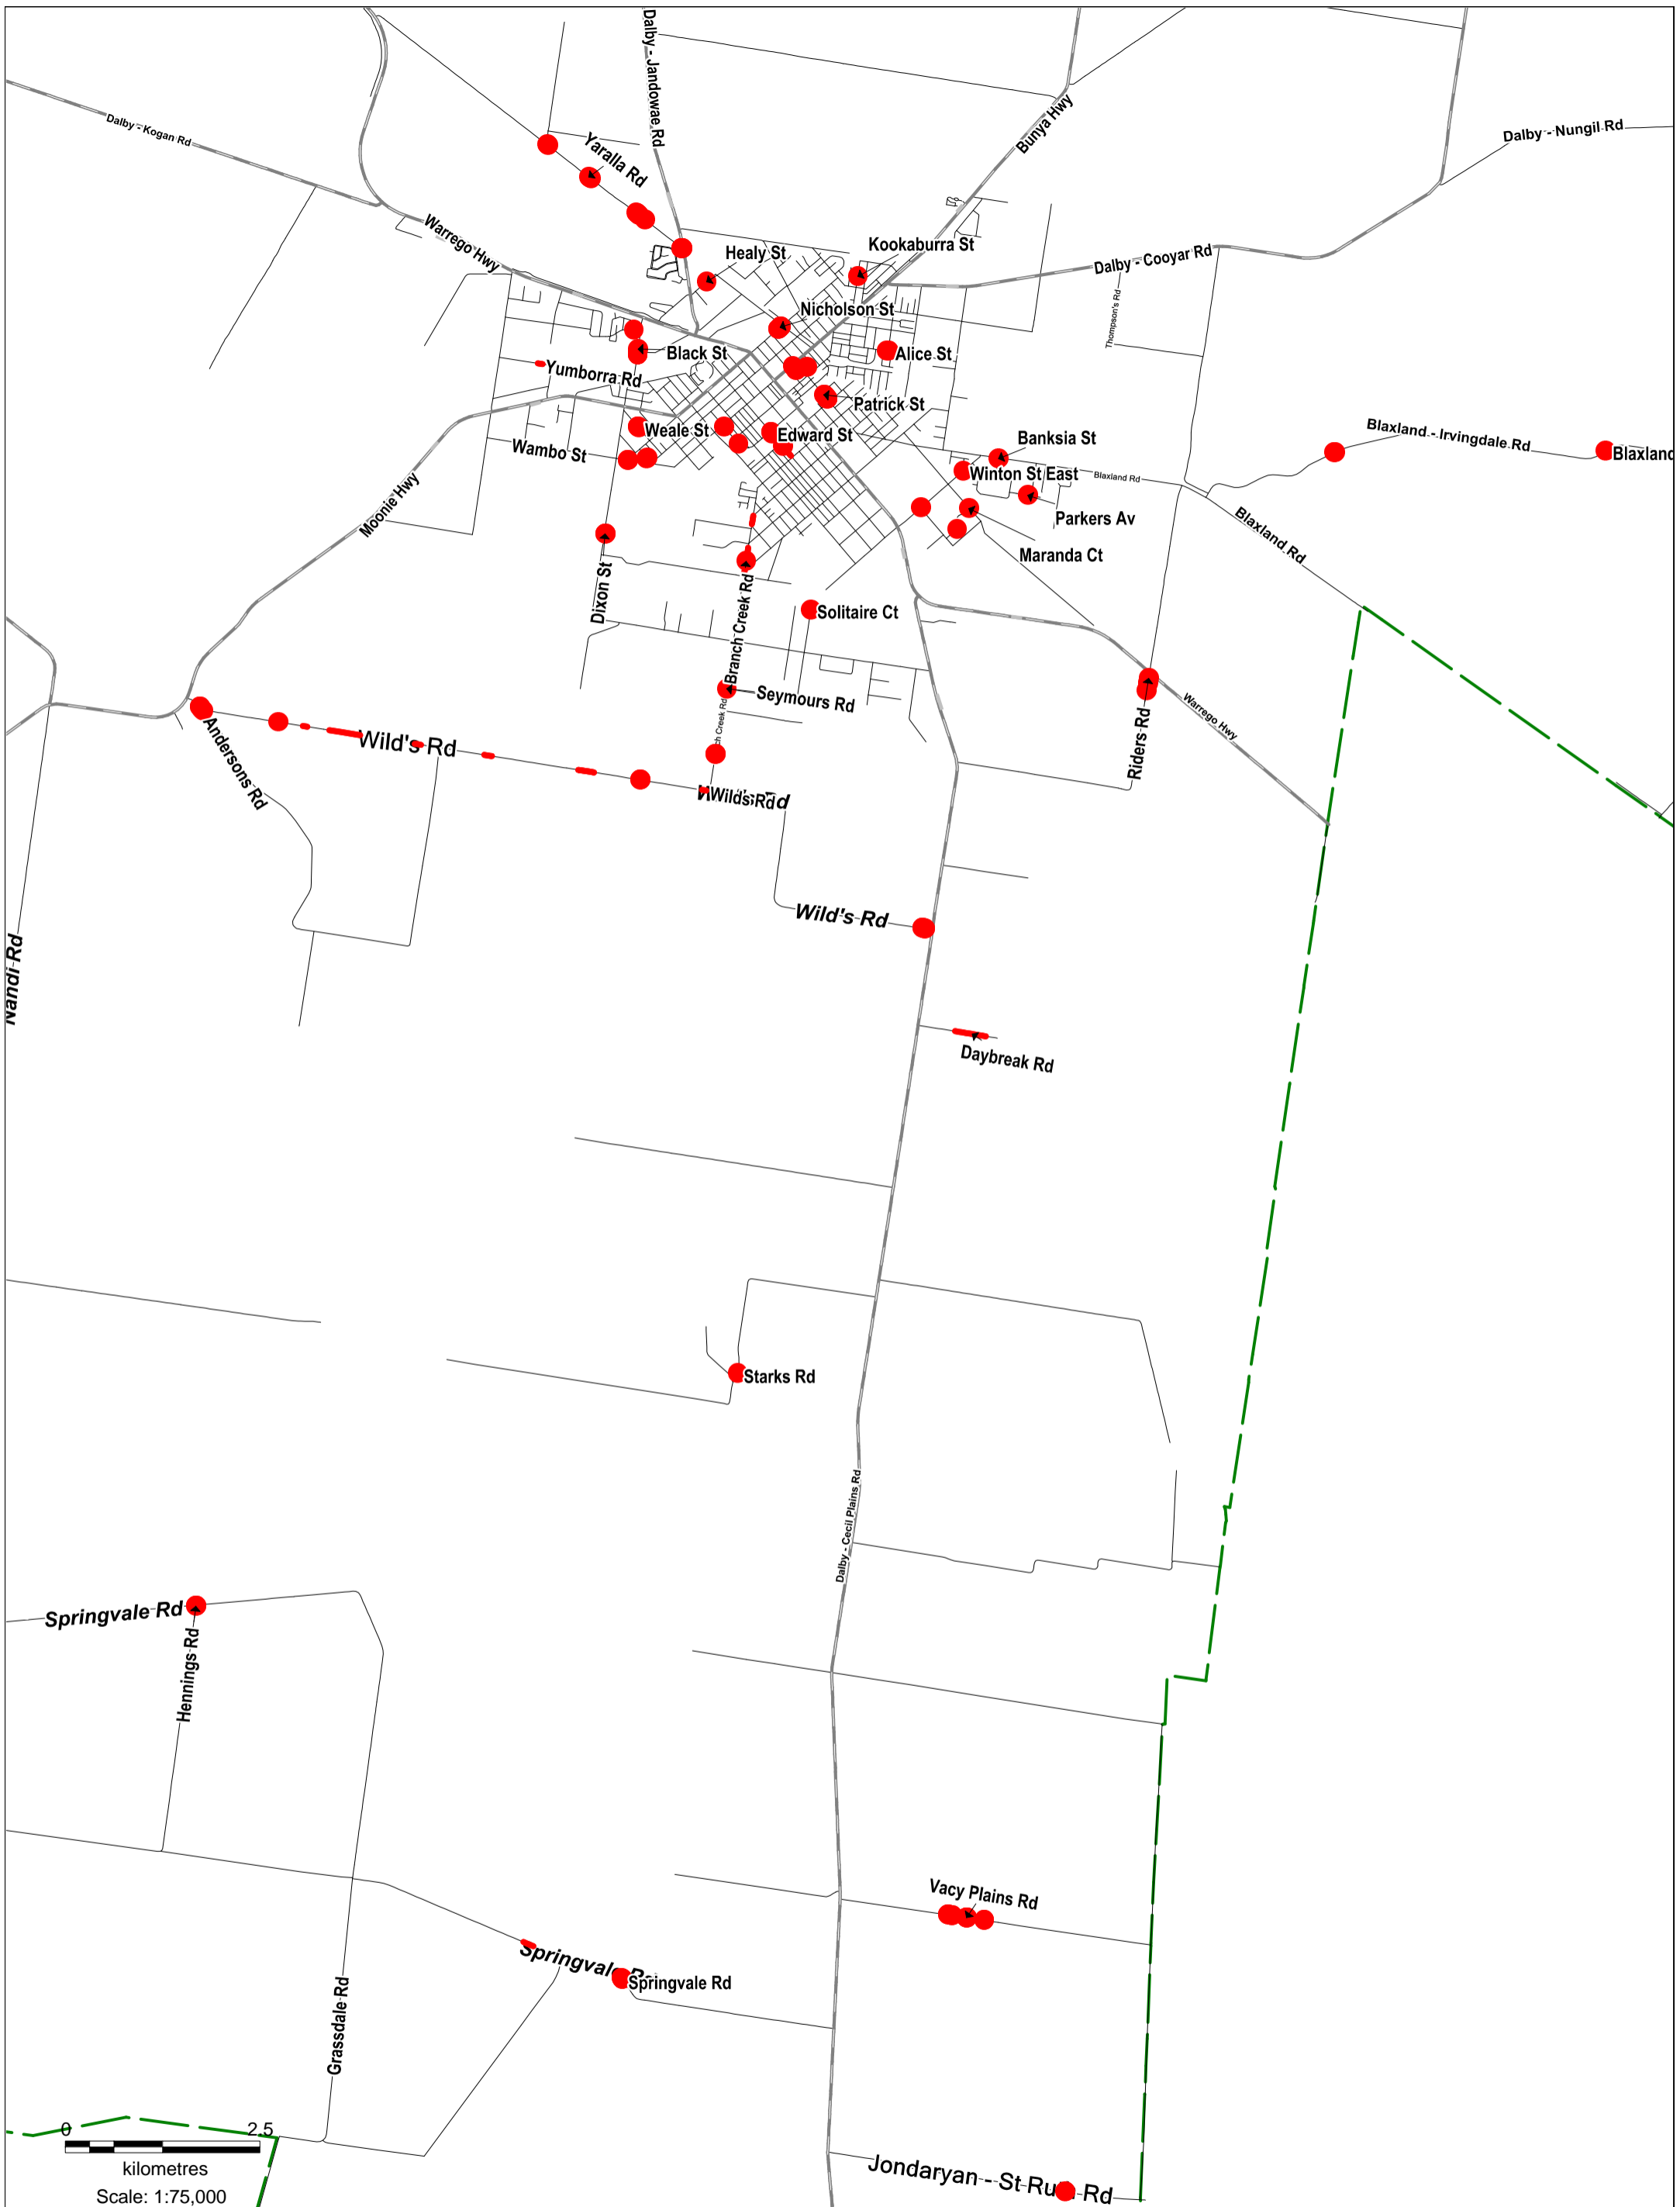 Dalby - Jandowae Rd
Bunya Hwy
Dalby - Kogan Rd
Dalby - Nungil Rd
Yaralla Rd
Warrego Hwy
Healy St
Kookaburra St
Dalby - Cooyar Rd
Thompson's Rd
Nicholson St
Black St
Alice St
Yumborra Rd
Patrick St
Weale St
Edward St
Banksia St
Blaxland - Irvingdale Rd
Blaxland
Wambo St
Winton St East
Blaxland Rd
Moonie Hwy
Parkers Av
Blaxland Rd
Maranda Ct
Dixon St
Branch Creek Rd
Solitaire Ct
Seymours Rd
ch Creek Rd
Riders Rd
Warrego Hwy
Andersons Rd
Wild's Rd
Wilds Rd
Wild's Rd
Nandi Rd
Daybreak Rd
Starks Rd
Dalby - Cecil Plains Rd
Springvale Rd
Hennings Rd
Vacy Plains Rd
Springvale
Springvale Rd
Grassdale Rd
0 2.5
kilometres
Scale: 1:75,000
Jondaryan - St Ru Rd